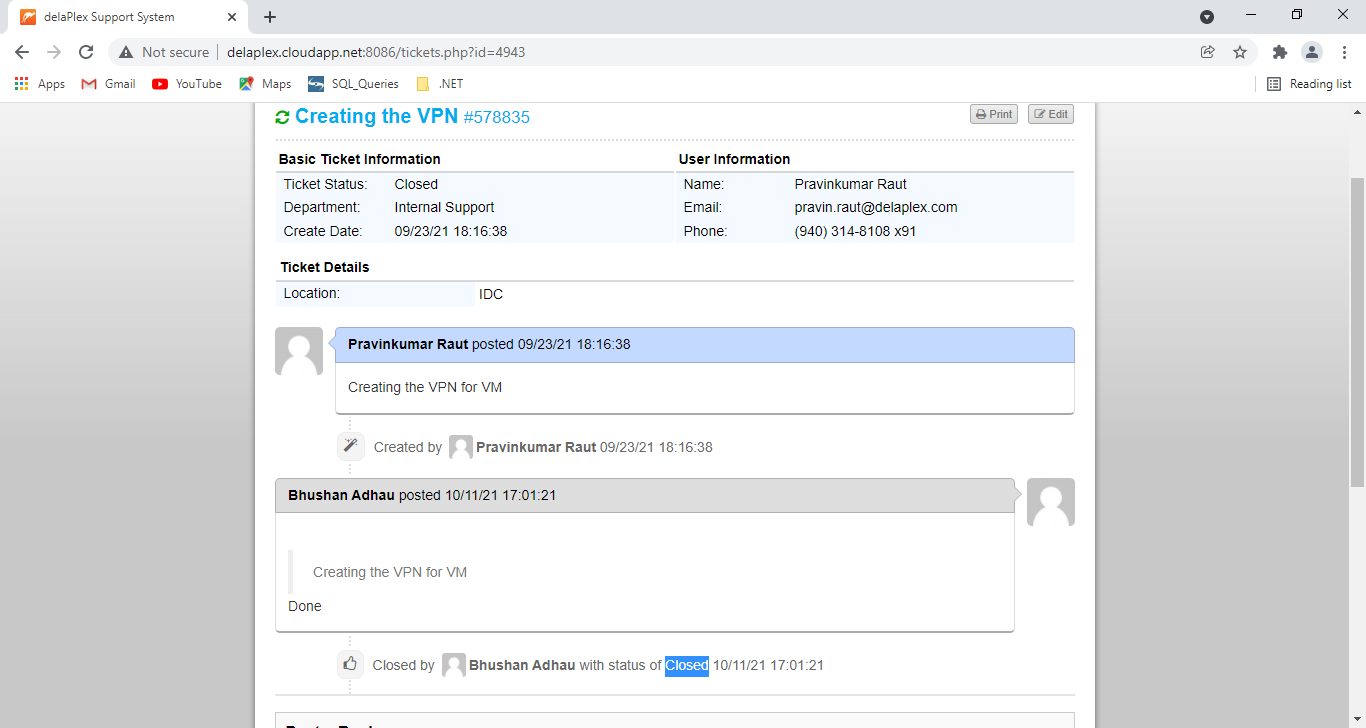 delaPlex Support System
Not secure delaplex.cloudapp.net:8086/tickets.php?id=4943
Apps Gmail YouTube Maps SQL_Queries .NET Reading list
Creating the VPN #578835 Print Edit
Basic Ticket Information User Information
Ticket Status: Closed Name: Pravinkumar Raut
Department: Internal Support Email: pravin.raut@delaplex.com
Create Date: 09/23/21 18:16:38 Phone: (940) 314-8108 x91
Ticket Details
Location: IDC
Pravinkumar Raut posted 09/23/21 18:16:38
Creating the VPN for VM
Created by Pravinkumar Raut 09/23/21 18:16:38
Bhushan Adhau posted 10/11/21 17:01:21
Creating the VPN for VM
Done
Closed by Bhushan Adhau with status of Closed 10/11/21 17:01:21